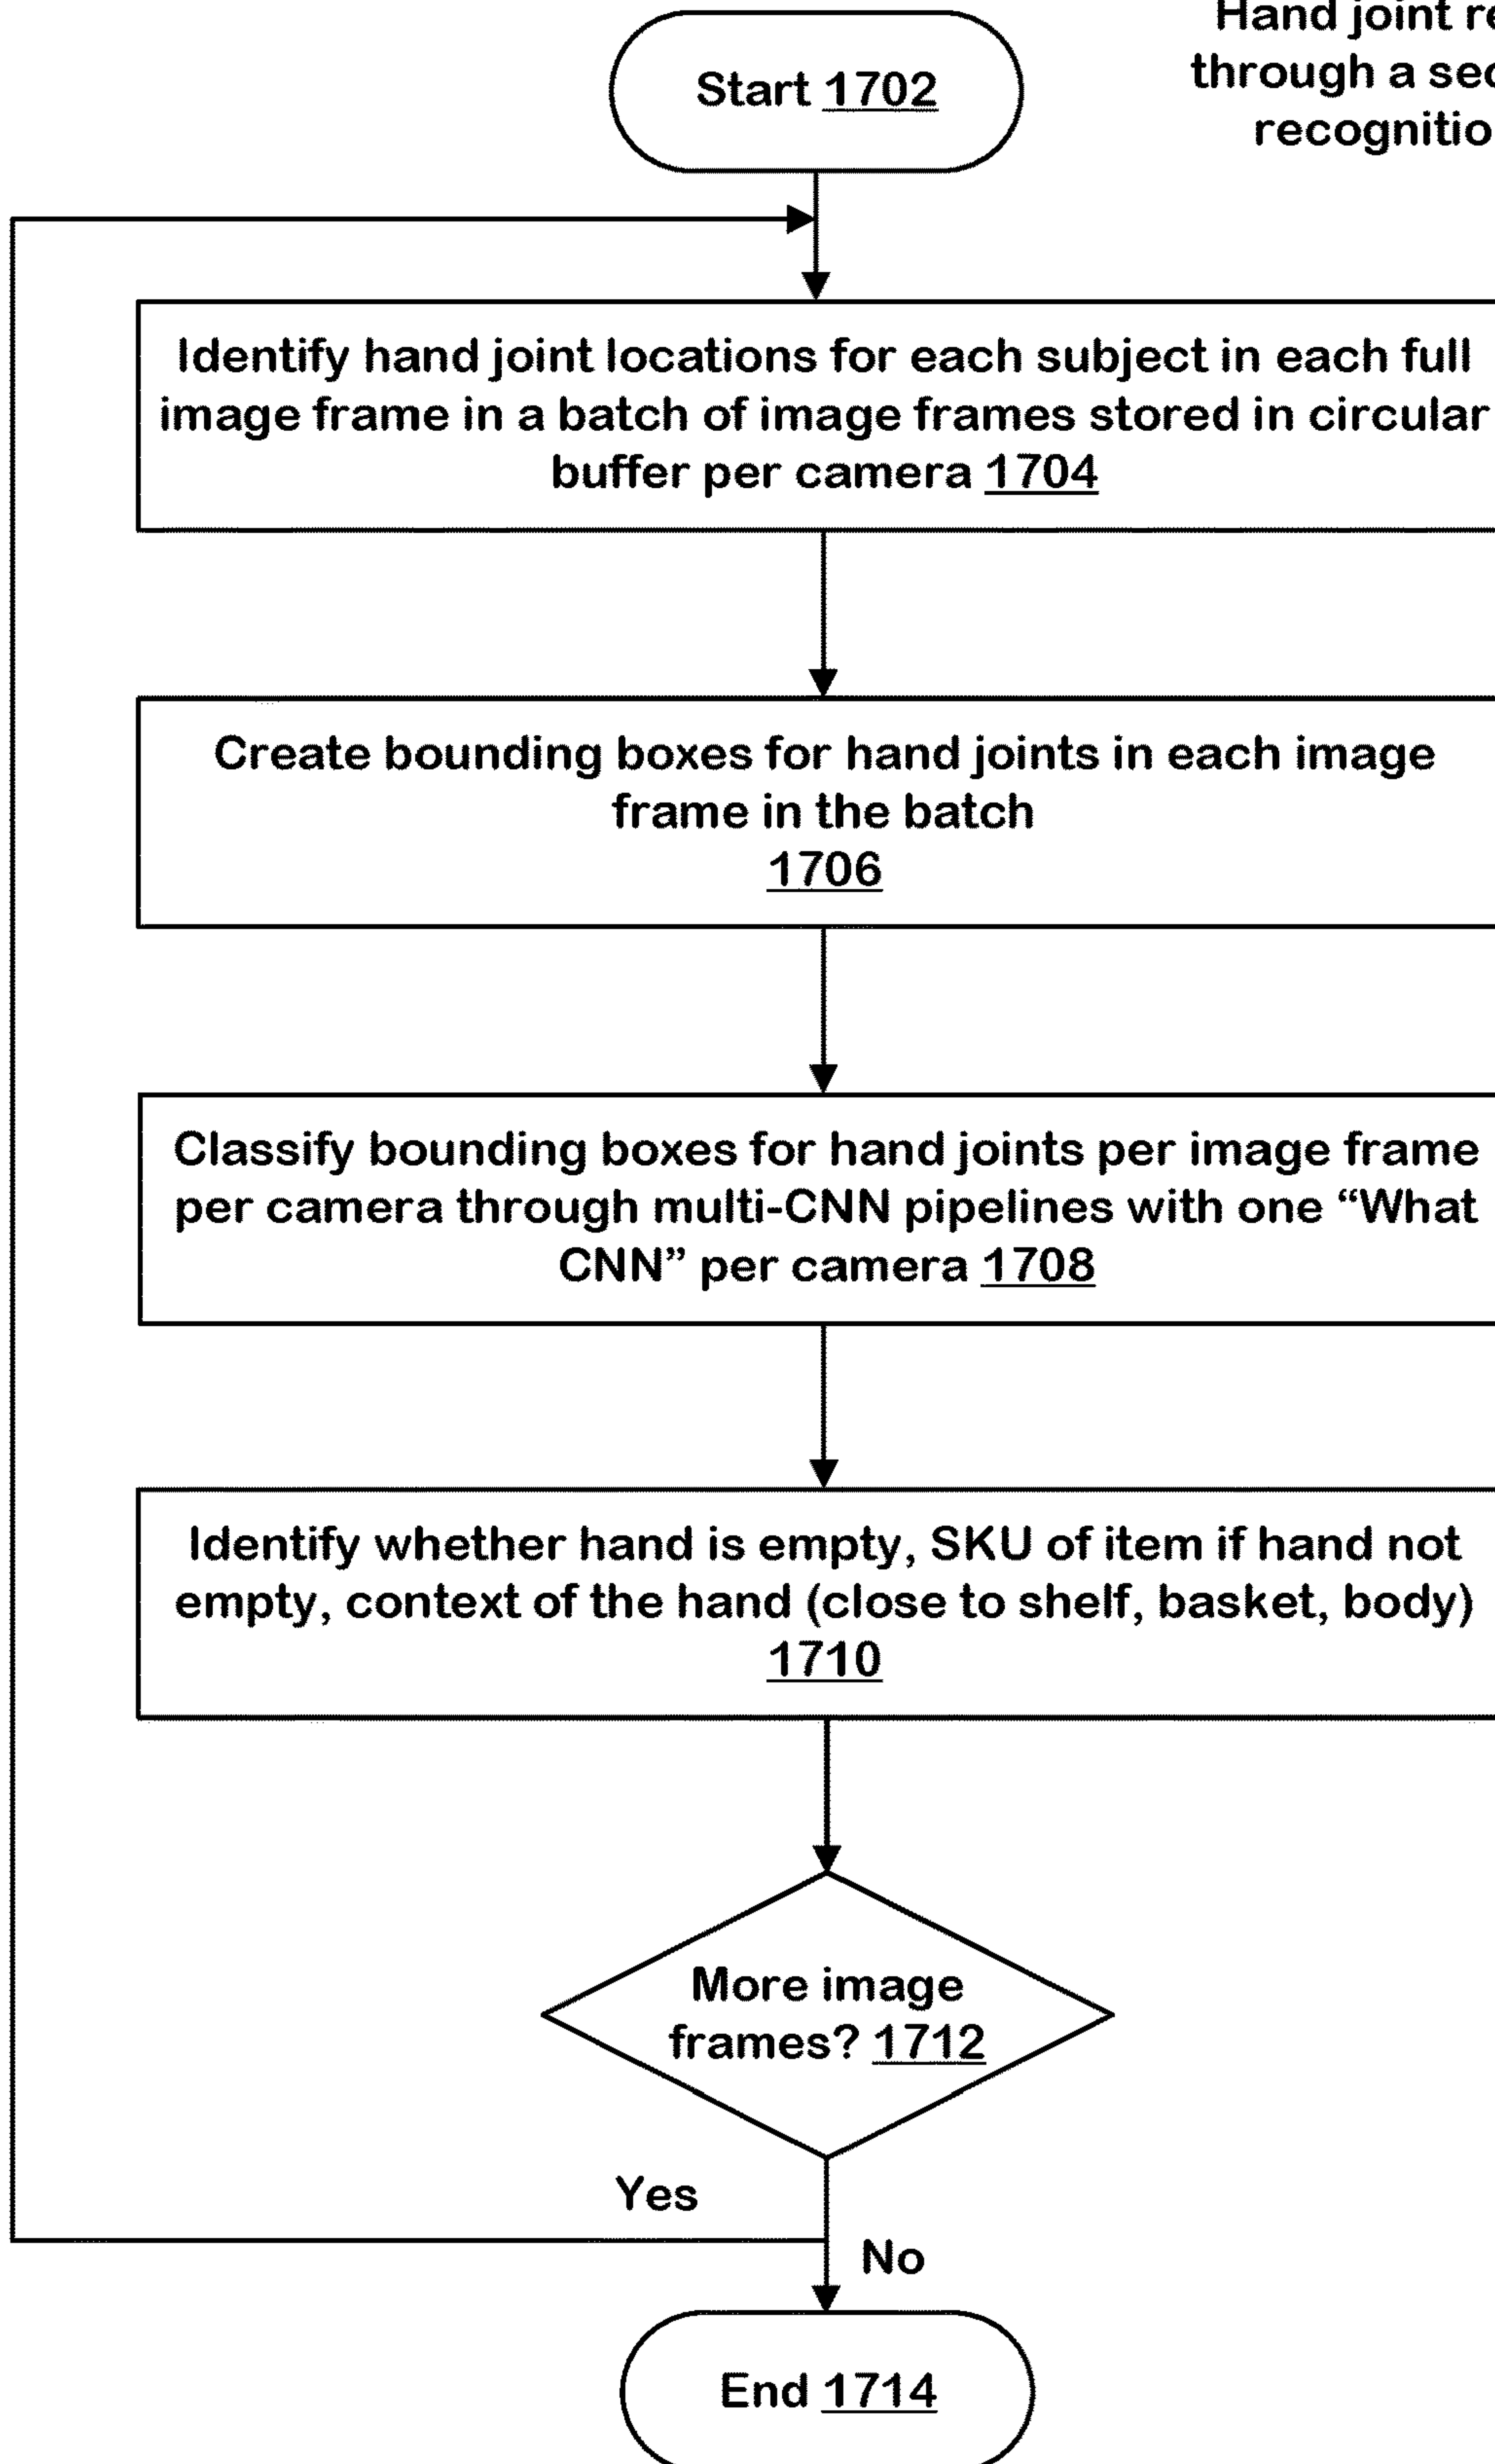 Start 1702
Hand joint
through a
Identify hand joint locations for each subject in each full
image frame in a batch of image frames stored in circular
buffer per camera 1704
Create bounding boxes for hand joints in each image
frame in the batch
1706
Classify bounding boxes for hand joints per image frame
per camera through multi-CNN pipelines with one “What
CNN” per camera 1708
Identify whether hand is empty, SKU of item if hand not
empty, context of the hand (close to shelf, basket, body)
1710
More image
frames? 1712
Yes
No
End 1714